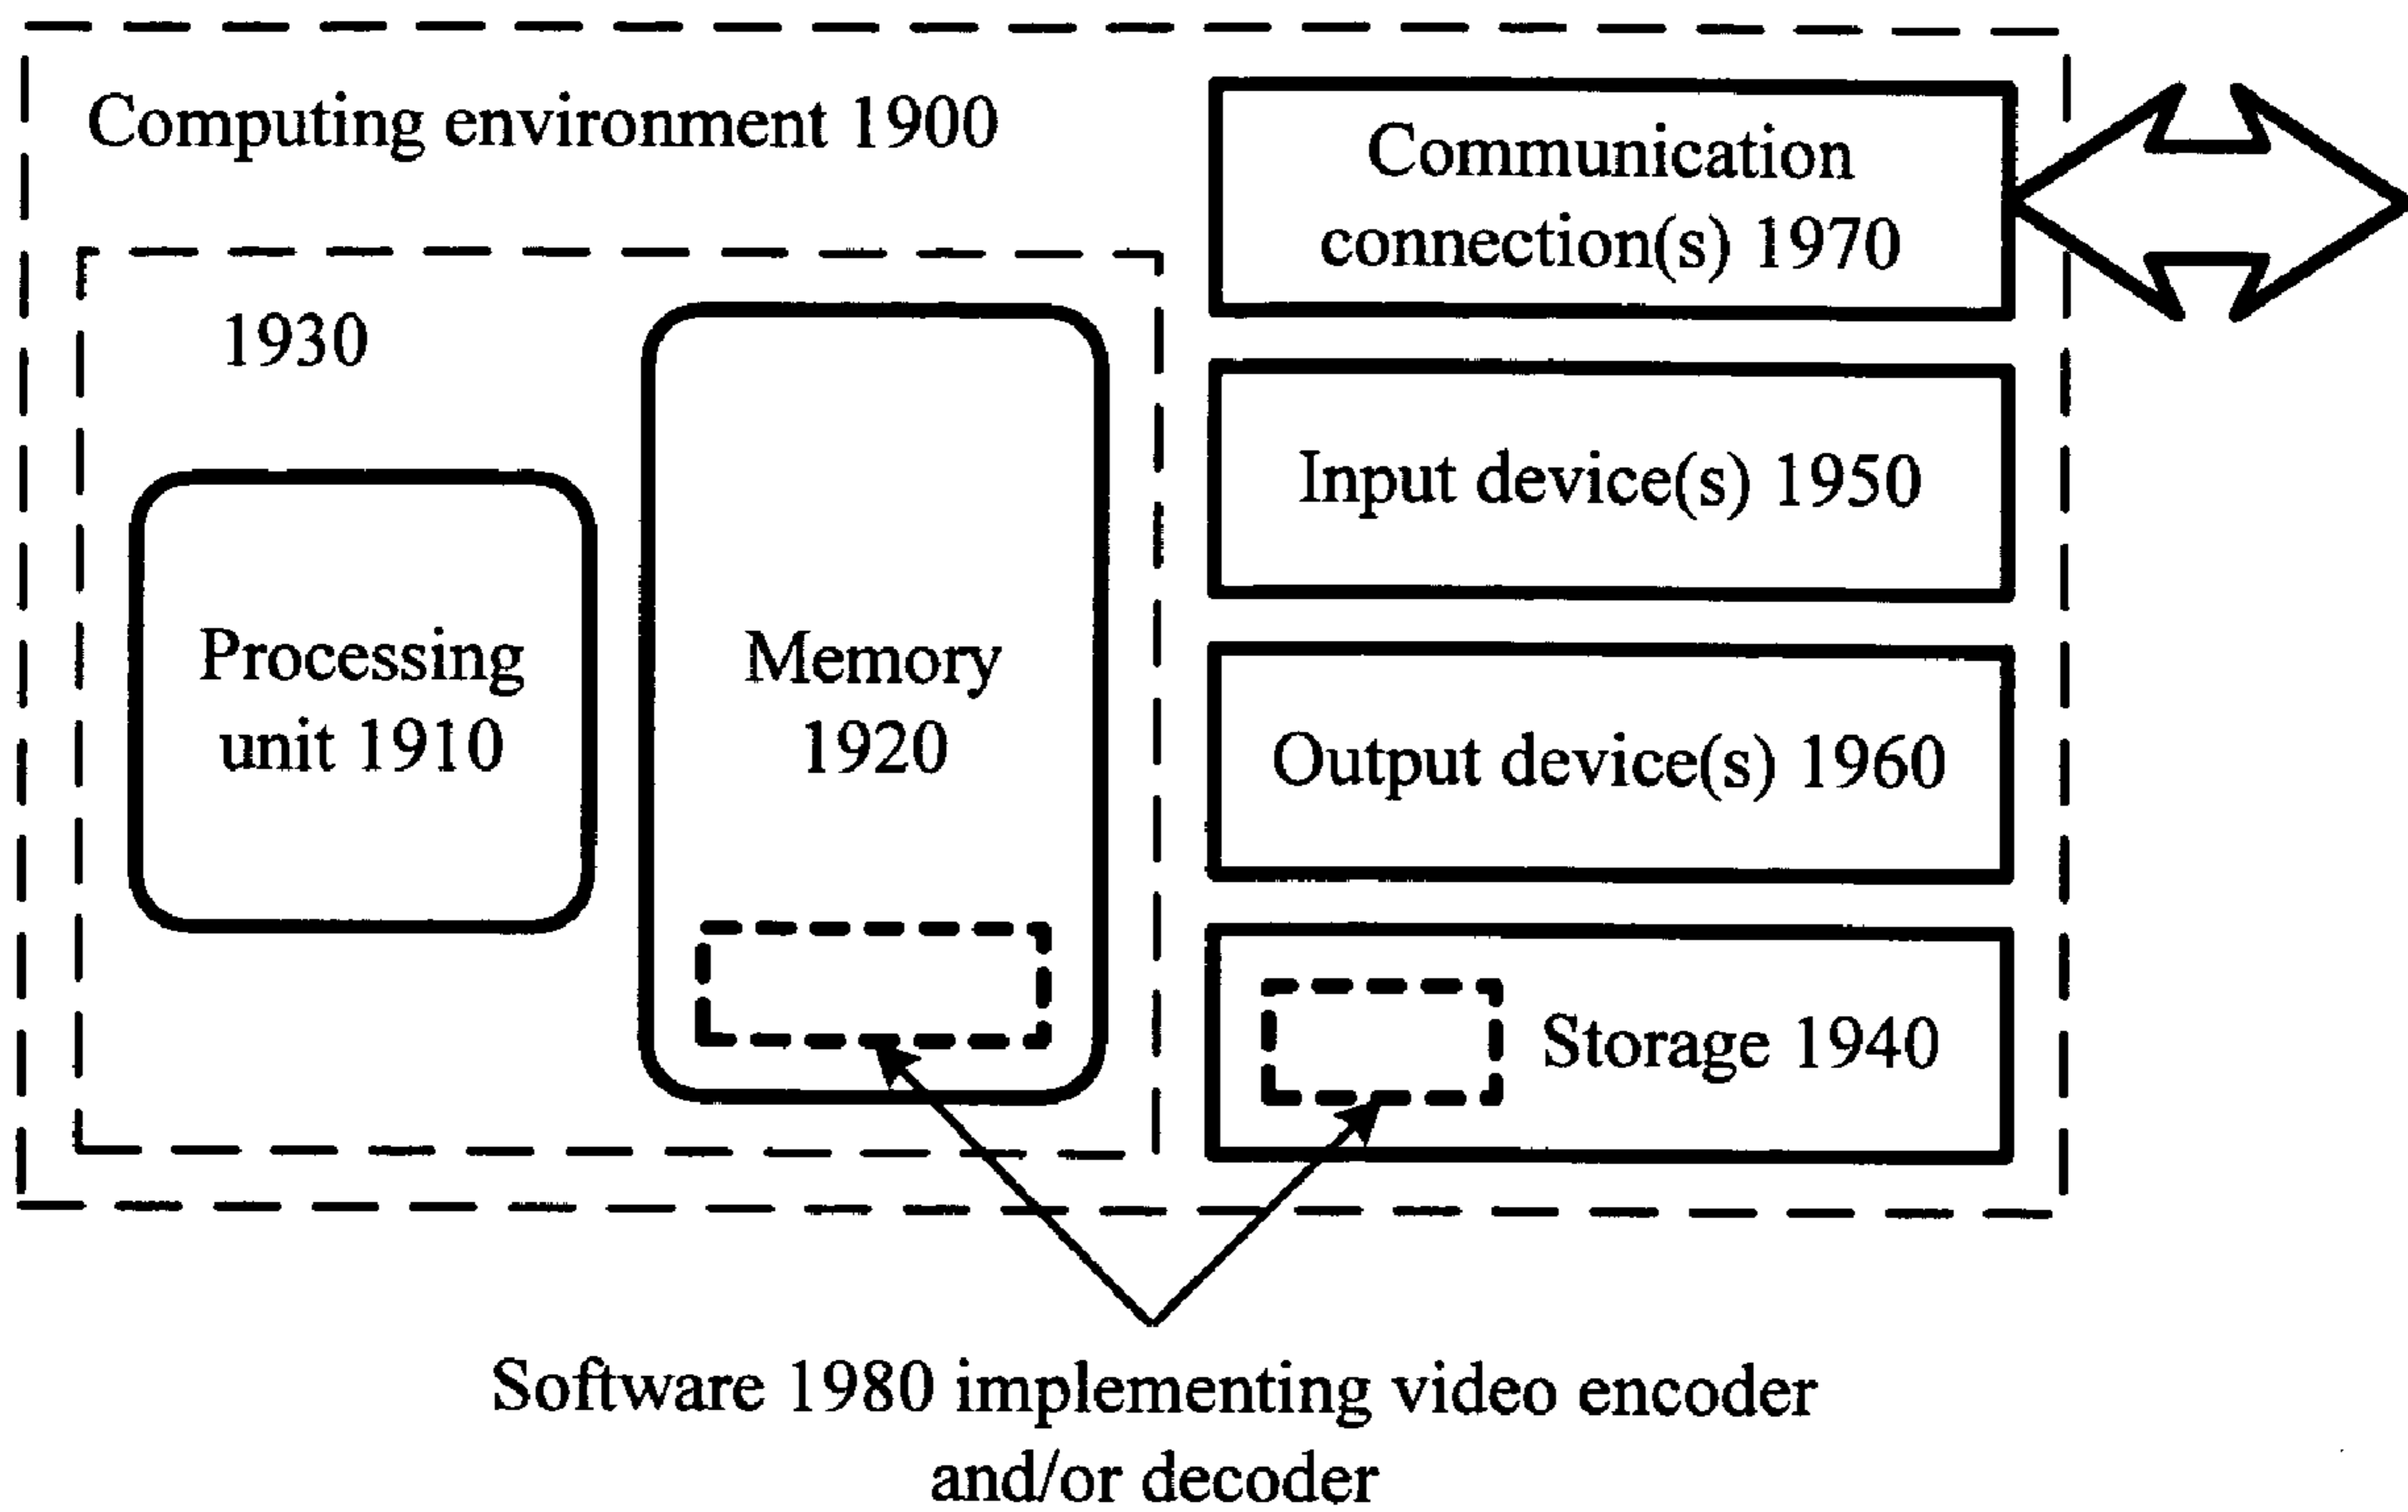 Computing environment 1900
Communication
connection(s) 1970
1930
Input device(s) 1950
Processing
unit 1910
Memory
1920
Output device(s) 1960
Storage 1940
Software 1980 implementing video encoder
and/or decoder